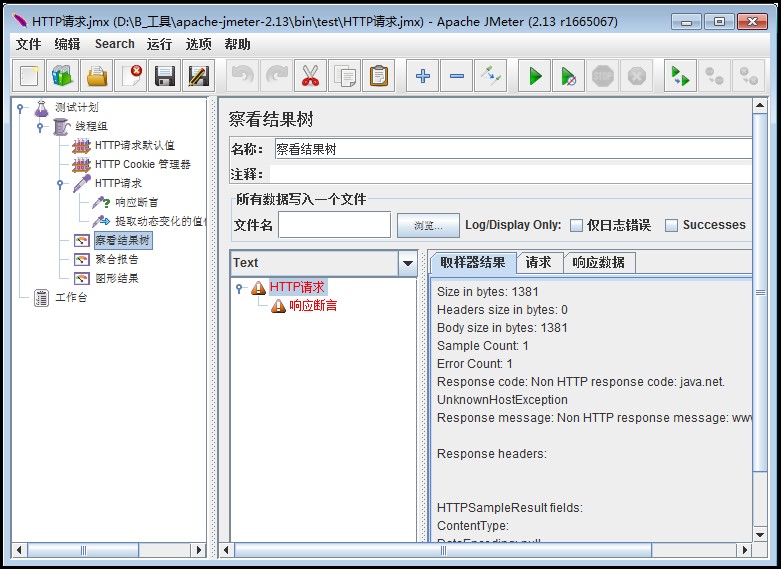 HTTP请求.jmx (D:\B_工具\apache-jmeter-2.13\bin\test\HTTP请求.jmx) - Apache JMeter (2.13 r1665067)
文件 编辑 Search 运行 选项 帮助
STOP
测试计划
线程组
HTTP请求默认值
HTTP Cookie 管理器
HTTP请求
响应断言
提取动态变化的值
察看结果树
聚合报告
图形结果
工作台
察看结果树
名称： 察看结果树
注释：
所有数据写入一个文件
文件名 浏览... Log/Display Only: 仅日志错误 Successes
Text
HTTP请求
响应断言
取样器结果 请求 响应数据
Size in bytes: 1381
Headers size in bytes: 0
Body size in bytes: 1381
Sample Count: 1
Error Count: 1
Response code: Non HTTP response code: java.net.
UnknownHostException
Response message: Non HTTP response message: www
Response headers:
HTTPSampleResult fields:
ContentType:
DataEncoding: null